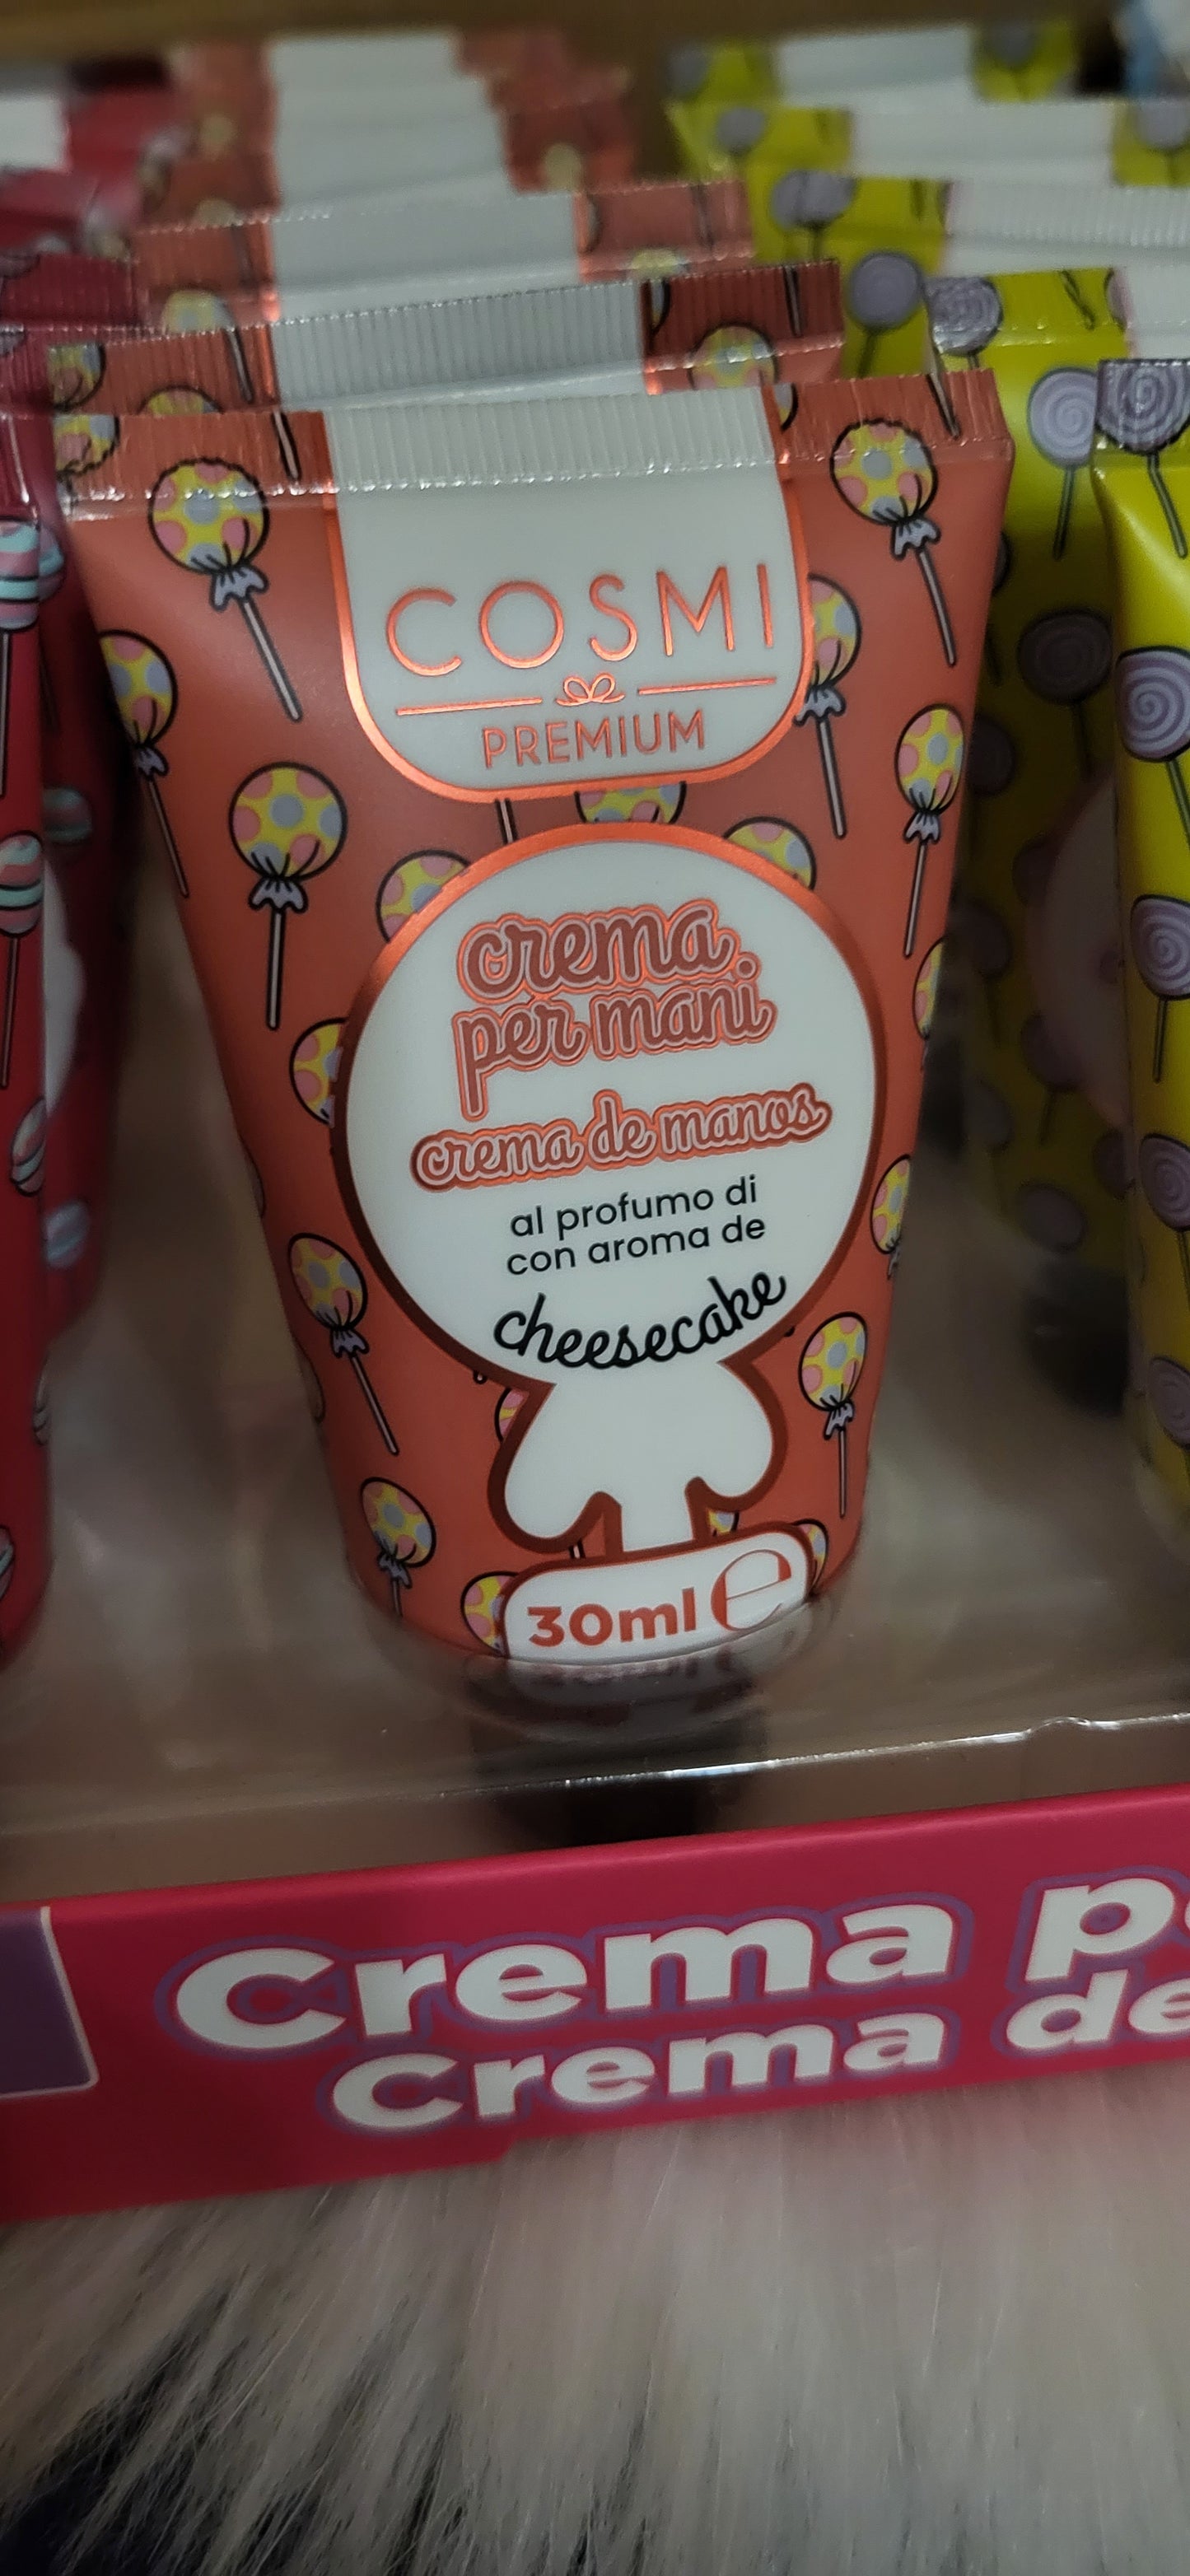 COSMI
PREMIUM
crema
per mani
crema de manos
al profumo di
con aroma de
cheesecake
30ml e
Crema
Crema de